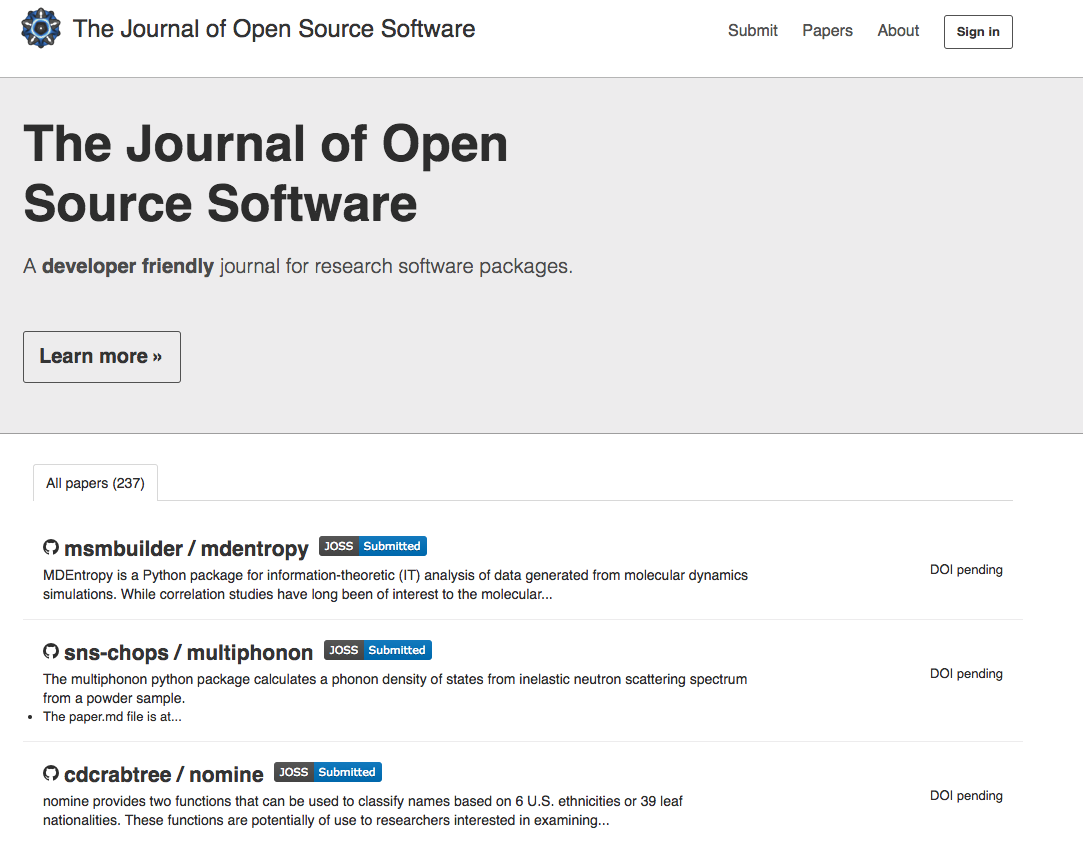 The Journal of Open Source Software
Submit Papers About Sign in
The Journal of Open
Source Software
A developer friendly journal for research software packages.
Learn more »
All papers (237)
msmbuilder / mdentropy JOSS Submitted
MDEntropy is a Python package for information-theoretic (IT) analysis of data generated from molecular dynamics
simulations. While correlation studies have long been of interest to the molecular...
DOI pending
sns-chops / multiphonon JOSS Submitted
The multiphonon python package calculates a phonon density of states from inelastic neutron scattering spectrum
from a powder sample.
• The paper.md file is at...
DOI pending
cdcrabtree / nomine JOSS Submitted
nomine provides two functions that can be used to classify names based on 6 U.S. ethnicities or 39 leaf
nationalities. These functions are potentially of use to researchers interested in examining...
DOI pending